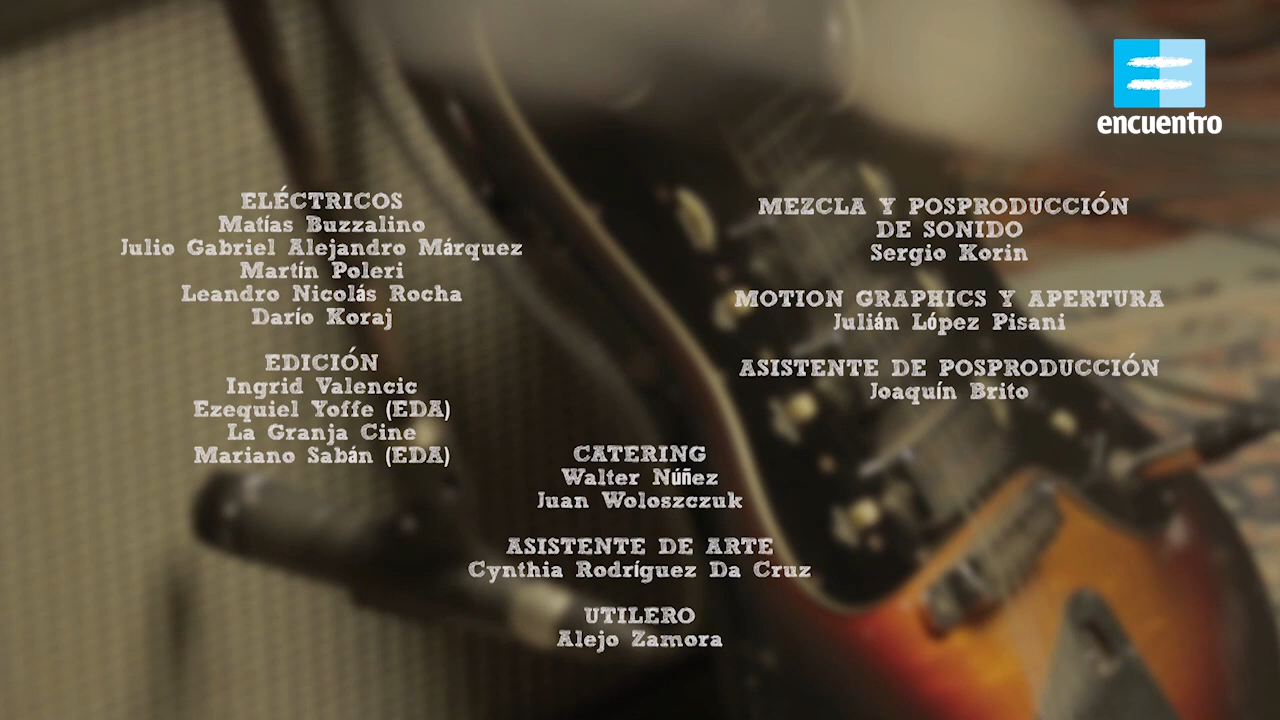 encuentro
ELÉCTRICOS
Matías Buzzalino
Julio Gabriel Alejandro Márquez
Martín Poleri
Leandro Nicolás Rocha
Darío Koraj
EDICIÓN
Ingrid Valencic
Ezequiel Yoffe (EDA)
La Granja Cine
Mariano Sabán (EDA)
CATERING
Walter Núñez
Juan Woloszczuk
ASISTENTE DE ARTE
Cynthia Rodríguez Da Cruz
UTILERO
Alejo Zamora
MEZCLA Y POSPRODUCCIÓN
DE SONIDO
Sergio Korin
MOTION GRAPHICS Y APERTURA
Julián López Pisani
ASISTENTE DE POSPRODUCCIÓN
Joaquín Brito